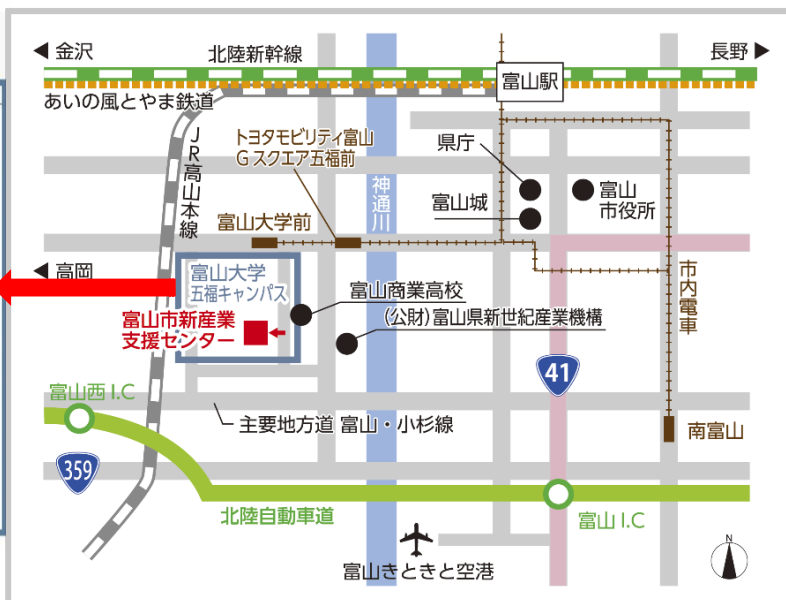 ◀ 金沢
北陸新幹線
長野 ▶
富山駅
あいの風とやま鉄道
JR高山本線
トヨタモビリティ富山
G スクエア五福前
神通川
県庁
富山城
富山
市役所
富山大学前
◀ 高岡
富山大学
五福キャンパス
富山商業高校
(公財)富山県新世紀産業機構
富山市新産業
支援センター
市内電車
41
富山西 I.C
主要地方道 富山・小杉線
南富山
359
北陸自動車道
富山 I.C
富山きときと空港
N